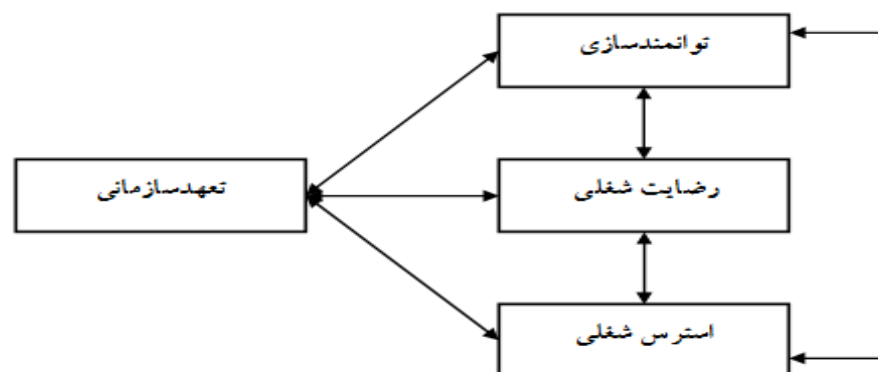 توانمندسازی
رضایت شغلی
تعهدسازمانی
استرس شغلی